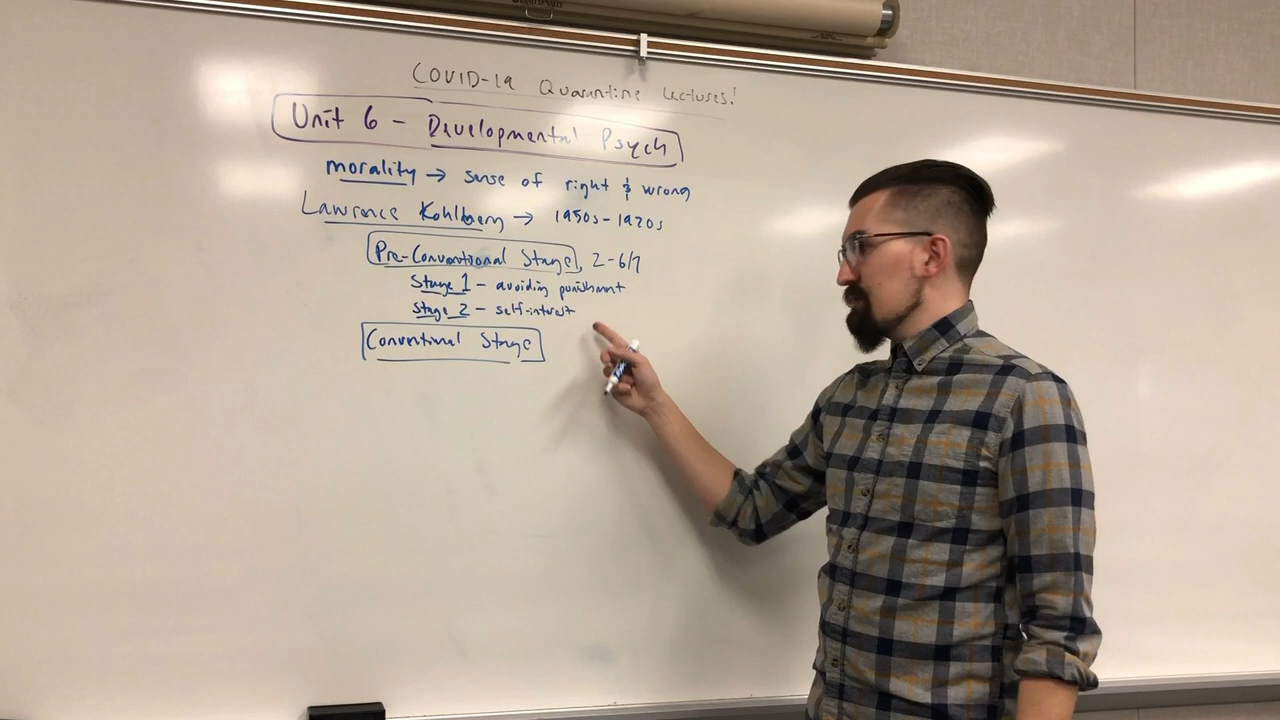 COVID-19 Quarantine Lectures!
Unit 6 - Developmental Psych
morality → sense of right & wrong
Lawrence Kohlberg → 1950s-1970s
Pre-Conventional Stage, 2-6/7
Stage 1 - avoiding punishment
Stage 2 - self-interest
Conventional Stage